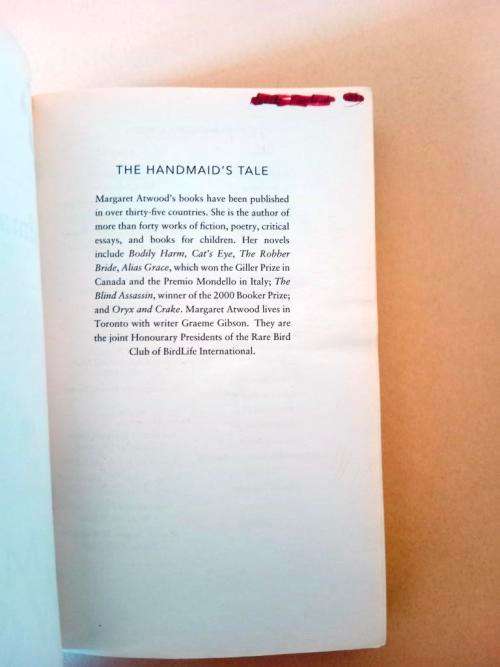 THE HANDMAID'S TALE
Margaret Atwood's books have been published
in over thirty-five countries. She is the author of
more than forty works of fiction, poetry, critical
essays, and books for children. Her novels
include Bodily Harm, Cat's Eye, The Robber
Bride, Alias Grace, which won the Giller Prize in
Canada and the Premio Mondello in Italy; The
Blind Assassin, winner of the 2000 Booker Prize;
and Oryx and Crake. Margaret Atwood lives in
Toronto with writer Graeme Gibson. They are
the joint Honourary Presidents of the Rare Bird
Club of BirdLife International.